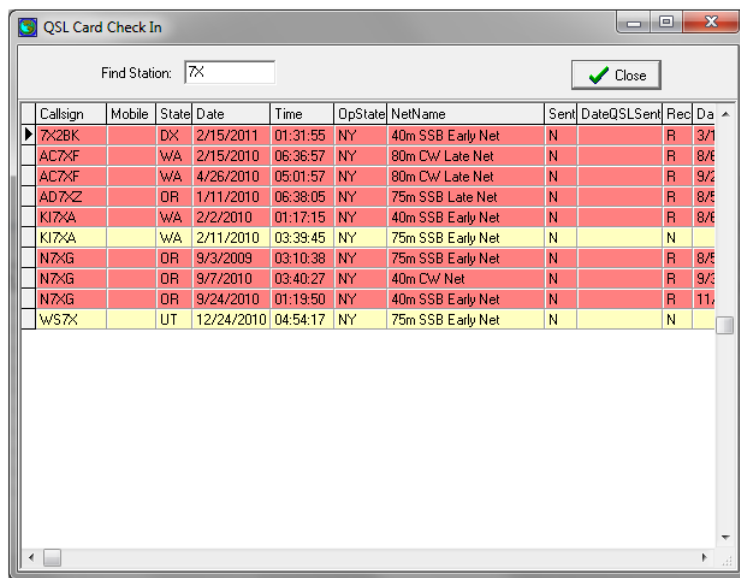 QSL Card Check In
Find Station: 7X
Close
Callsign Mobile State Date Time OpState NetName Sent DateQSLSent Rec Da
7X2BK DX 2/15/2011 01:31:55 NY 40m SSB Early Net N R 3/1
AC7XF WA 2/15/2010 06:36:57 NY 80m CW Late Net N R 8/6
AC7XF WA 4/26/2010 05:01:57 NY 80m CW Late Net N R 9/2
AD7XZ OR 1/11/2010 06:38:05 NY 75m SSB Late Net N R 8/5
KI7XA WA 2/2/2010 01:17:15 NY 40m SSB Early Net N R 8/6
KI7XA WA 2/11/2010 03:39:45 NY 75m SSB Early Net N N
N7XG OR 9/3/2009 03:10:38 NY 75m SSB Early Net N R 8/5
N7XG OR 9/7/2010 03:40:27 NY 40m CW Net N R 9/3
N7XG OR 9/24/2010 01:19:50 NY 40m SSB Early Net N R 11/
WS7X UT 12/24/2010 04:54:17 NY 75m SSB Early Net N N